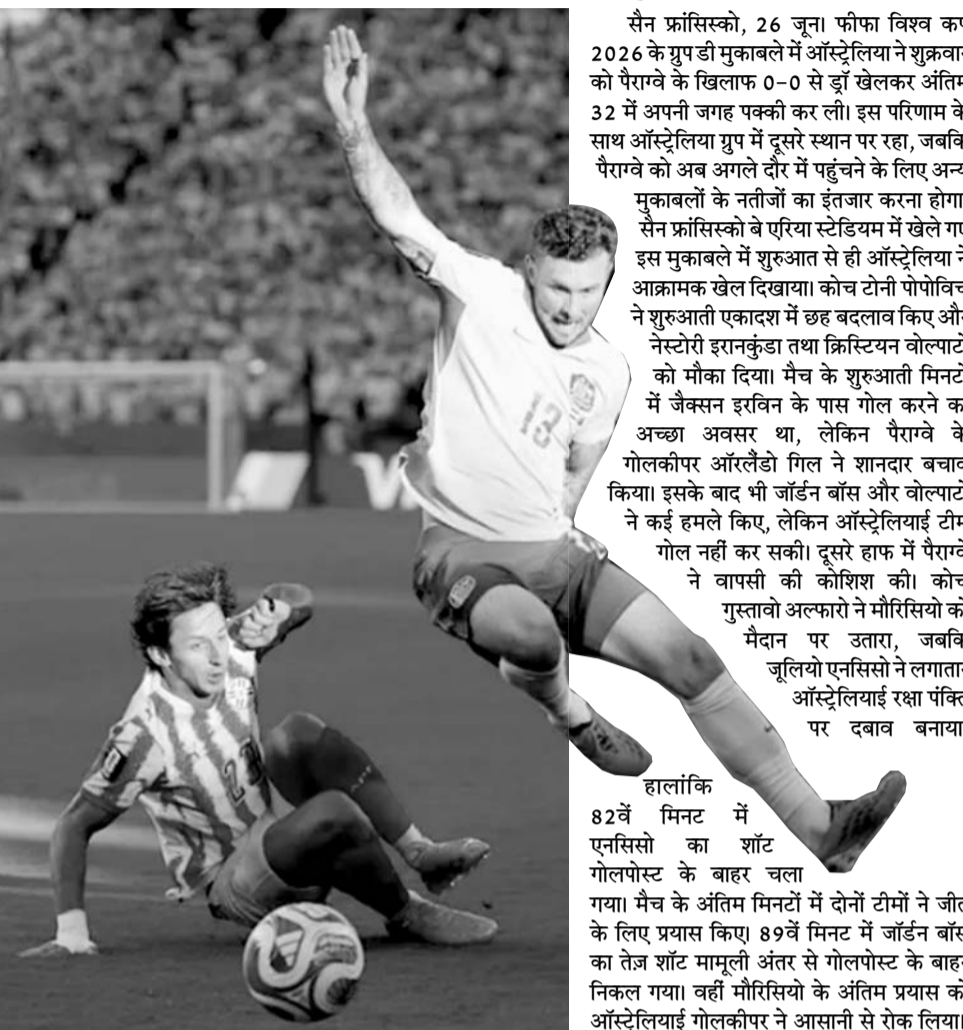 सैन फ्रांसिस्को, 26 जून। फीफा विश्व कप
2026 के ग्रुप डी मुकाबले में ऑस्ट्रेलिया ने शुक्रवार
को पैराग्वे के खिलाफ 0-0 से ड्रॉ खेलकर अंतिम
32 में अपनी जगह पक्की कर ली। इस परिणाम के
साथ ऑस्ट्रेलिया ग्रुप में दूसरे स्थान पर रहा, जबकि
पैराग्वे को अब अगले दौर में पहुंचने के लिए अन्य
मुकाबलों के नतीजों का इंतजार करना होगा
सैन फ्रांसिस्को बे एरिया स्टेडियम में खेले गए
इस मुकाबले में शुरुआत से ही ऑस्ट्रेलिया ने
आक्रामक खेल दिखाया। कोच टोनी पोपोविच
ने शुरुआती एकादश में छह बदलाव किए और
नेस्टोरी इरानकुंडा तथा क्रिस्टियन वोल्पाटो
को मौका दिया। मैच के शुरुआती मिनटों
में जैक्सन इरविन के पास गोल करने का
अच्छा अवसर था, लेकिन पैराग्वे के
गोलकीपर ऑरलैंडो गिल ने शानदार बचाव
किया। इसके बाद भी जॉर्डन बॉस और वोल्पाटो
ने कई हमले किए, लेकिन ऑस्ट्रेलियाई टीम
गोल नहीं कर सकी। दूसरे हाफ में पैराग्वे
ने वापसी की कोशिश की। कोच
गुस्तावो अल्फारो ने मौरिसियो को
मैदान पर उतारा, जबकि
जूलियो एनसिसो ने लगातार
ऑस्ट्रेलियाई रक्षा पंक्ति
पर दबाव बनाया
हालांकि
82वें मिनट में
एनसिसो का शॉट
गोलपोस्ट के बाहर चला
गया। मैच के अंतिम मिनटों में दोनों टीमों ने जीत
के लिए प्रयास किए। 89वें मिनट में जॉर्डन बॉस
का तेज़ शॉट मामूली अंतर से गोलपोस्ट के बाहर
निकल गया। वहीं मौरिसियो के अंतिम प्रयास को
ऑस्ट्रेलियाई गोलकीपर ने आसानी से रोक लिया।